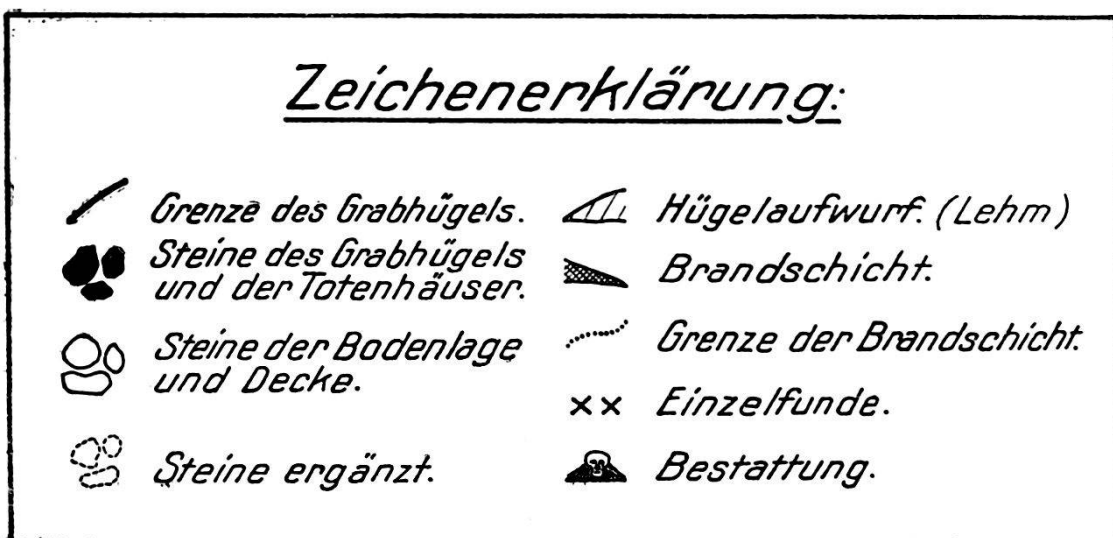 Zeichenerklärung:
Grenze des Grabhügels.
Steine des Grabhügels
und der Totenhäuser.
Steine der Bodenlage
und Decke.
Steine ergänzt.
Hügelaufwurf. (Lehm)
Brandschicht.
Grenze der Brandschicht.
Einzelfunde.
Bestattung.